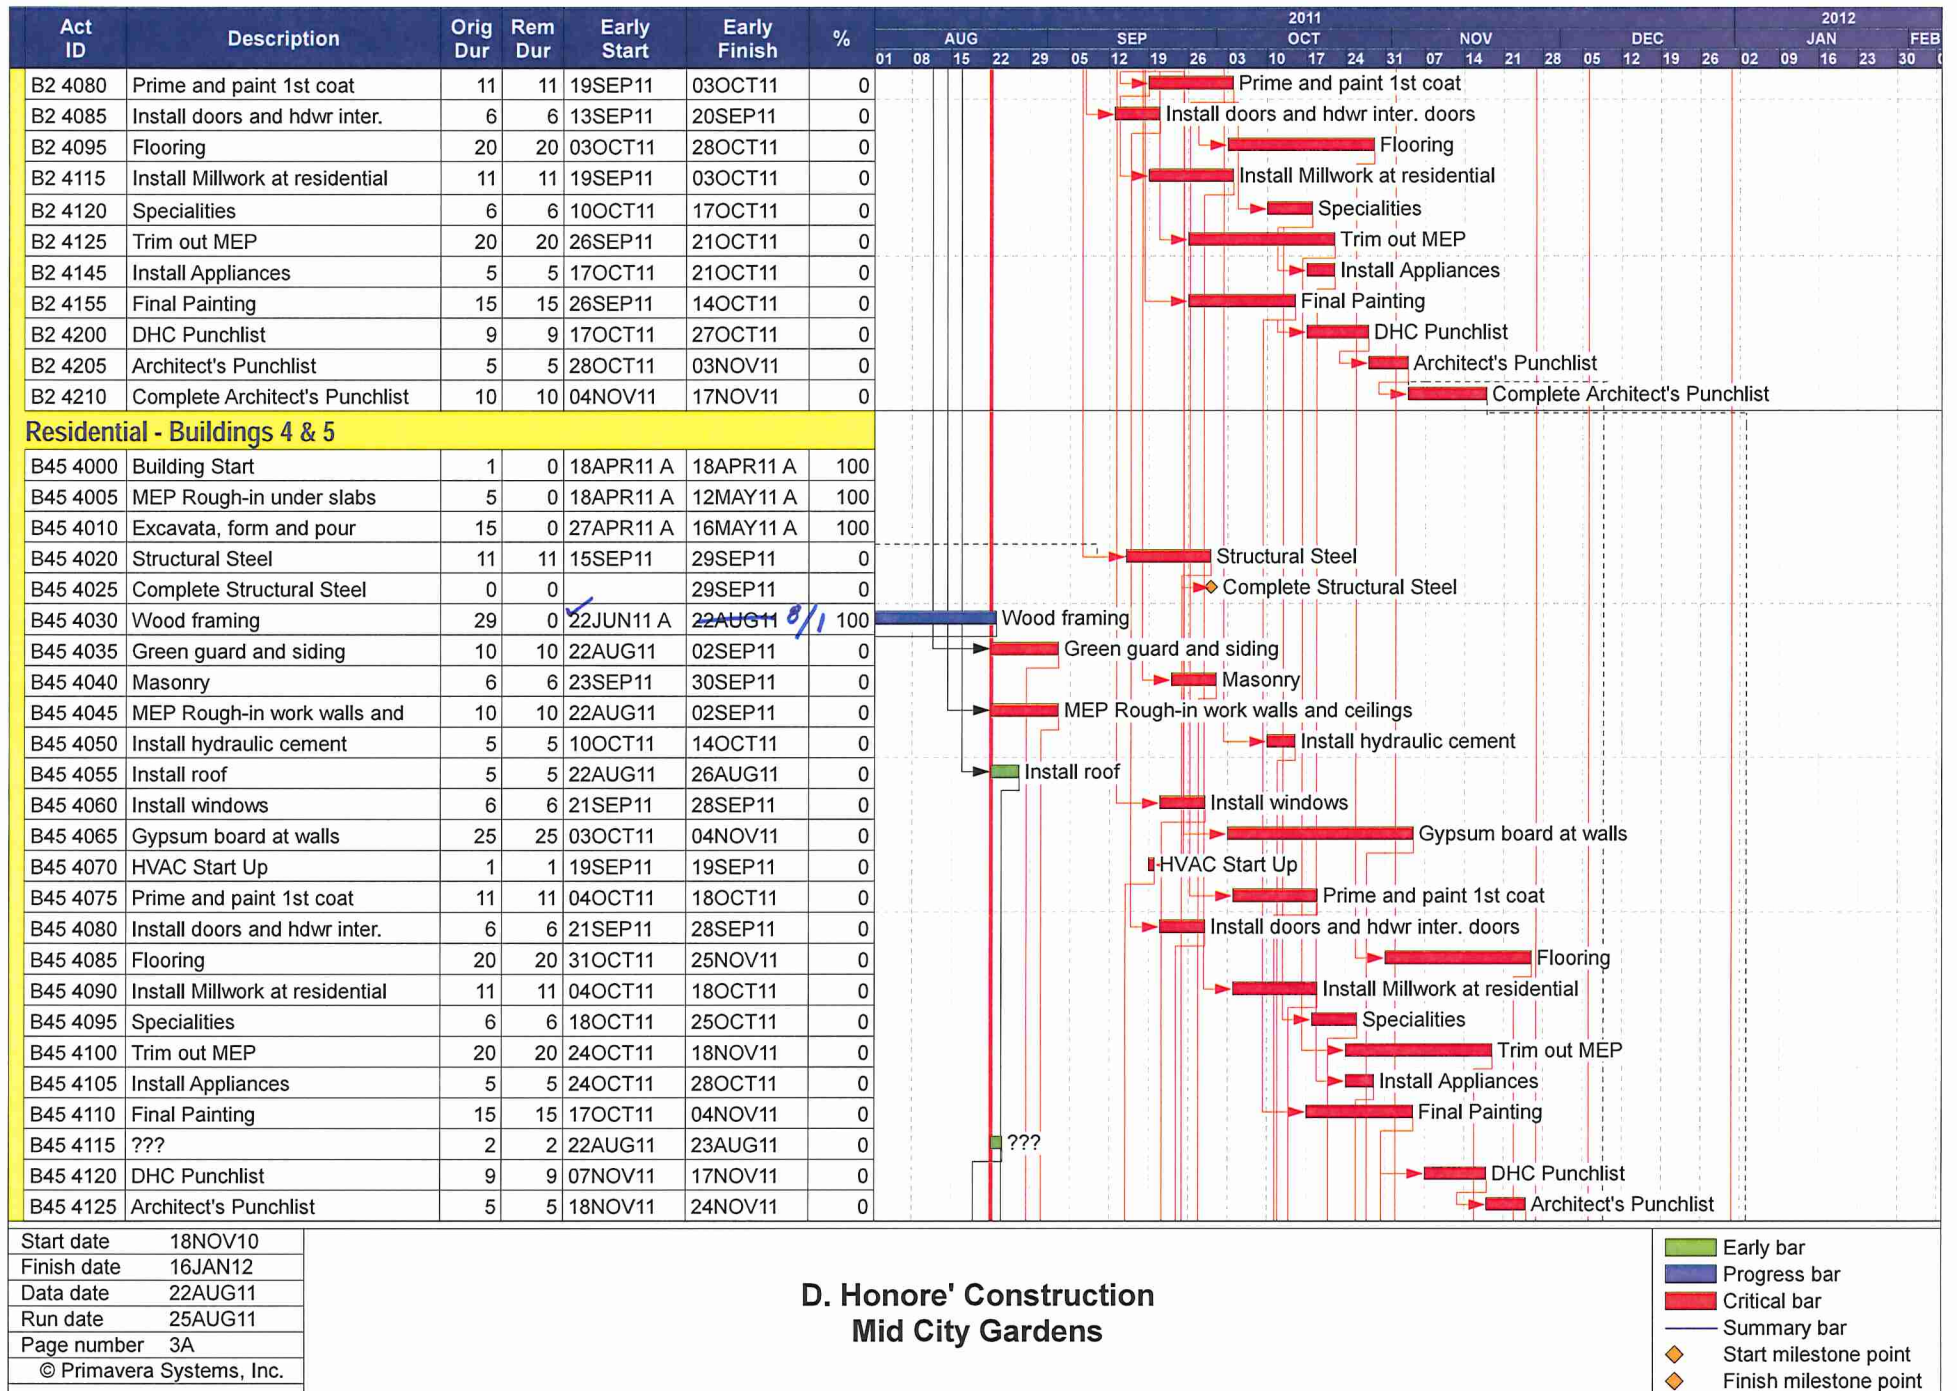 Act ID Description Orig Dur Rem Dur Early Start Early Finish %
2011 2012
AUG SEP OCT NOV DEC JAN FEB
01 08 15 22 29 05 12 19 26 03 10 17 24 31 07 14 21 28 05 12 19 26 02 09 16 23 30
B2 4080 Prime and paint 1st coat 11 11 19SEP11 03OCT11 0 Prime and paint 1st coat
B2 4085 Install doors and hdwr inter. 6 6 13SEP11 20SEP11 0 Install doors and hdwr inter. doors
B2 4095 Flooring 20 20 03OCT11 28OCT11 0 Flooring
B2 4115 Install Millwork at residential 11 11 19SEP11 03OCT11 0 Install Millwork at residential
B2 4120 Specialities 6 6 10OCT11 17OCT11 0 Specialities
B2 4125 Trim out MEP 20 20 26SEP11 21OCT11 0 Trim out MEP
B2 4145 Install Appliances 5 5 17OCT11 21OCT11 0 Install Appliances
B2 4155 Final Painting 15 15 26SEP11 14OCT11 0 Final Painting
B2 4200 DHC Punchlist 9 9 17OCT11 27OCT11 0 DHC Punchlist
B2 4205 Architect's Punchlist 5 5 28OCT11 03NOV11 0 Architect's Punchlist
B2 4210 Complete Architect's Punchlist 10 10 04NOV11 17NOV11 0 Complete Architect's Punchlist
Residential - Buildings 4 & 5
B45 4000 Building Start 1 0 18APR11 A 18APR11 A 100
B45 4005 MEP Rough-in under slabs 5 0 18APR11 A 12MAY11 A 100
B45 4010 Excavata, form and pour 15 0 27APR11 A 16MAY11 A 100
B45 4020 Structural Steel 11 11 15SEP11 29SEP11 0 Structural Steel
B45 4025 Complete Structural Steel 0 0 29SEP11 0 Complete Structural Steel
B45 4030 Wood framing 29 0 22JUN11 A 22AUG11 8/1 100 Wood framing
B45 4035 Green guard and siding 10 10 22AUG11 02SEP11 0 Green guard and siding
B45 4040 Masonry 6 6 23SEP11 30SEP11 0 Masonry
B45 4045 MEP Rough-in work walls and 10 10 22AUG11 02SEP11 0 MEP Rough-in work walls and ceilings
B45 4050 Install hydraulic cement 5 5 10OCT11 14OCT11 0 Install hydraulic cement
B45 4055 Install roof 5 5 22AUG11 26AUG11 0 Install roof
B45 4060 Install windows 6 6 21SEP11 28SEP11 0 Install windows
B45 4065 Gypsum board at walls 25 25 03OCT11 04NOV11 0 Gypsum board at walls
B45 4070 HVAC Start Up 1 1 19SEP11 19SEP11 0 HVAC Start Up
B45 4075 Prime and paint 1st coat 11 11 04OCT11 18OCT11 0 Prime and paint 1st coat
B45 4080 Install doors and hdwr inter. 6 6 21SEP11 28SEP11 0 Install doors and hdwr inter. doors
B45 4085 Flooring 20 20 31OCT11 25NOV11 0 Flooring
B45 4090 Install Millwork at residential 11 11 04OCT11 18OCT11 0 Install Millwork at residential
B45 4095 Specialities 6 6 18OCT11 25OCT11 0 Specialities
B45 4100 Trim out MEP 20 20 24OCT11 18NOV11 0 Trim out MEP
B45 4105 Install Appliances 5 5 24OCT11 28OCT11 0 Install Appliances
B45 4110 Final Painting 15 15 17OCT11 04NOV11 0 Final Painting
B45 4115 ??? 2 2 22AUG11 23AUG11 0 ???
B45 4120 DHC Punchlist 9 9 07NOV11 17NOV11 0 DHC Punchlist
B45 4125 Architect's Punchlist 5 5 18NOV11 24NOV11 0 Architect's Punchlist
Start date 18NOV10
Finish date 16JAN12
Data date 22AUG11
Run date 25AUG11
Page number 3A
© Primavera Systems, Inc.
D. Honore' Construction
Mid City Gardens
Early bar
Progress bar
Critical bar
Summary bar
Start milestone point
Finish milestone point